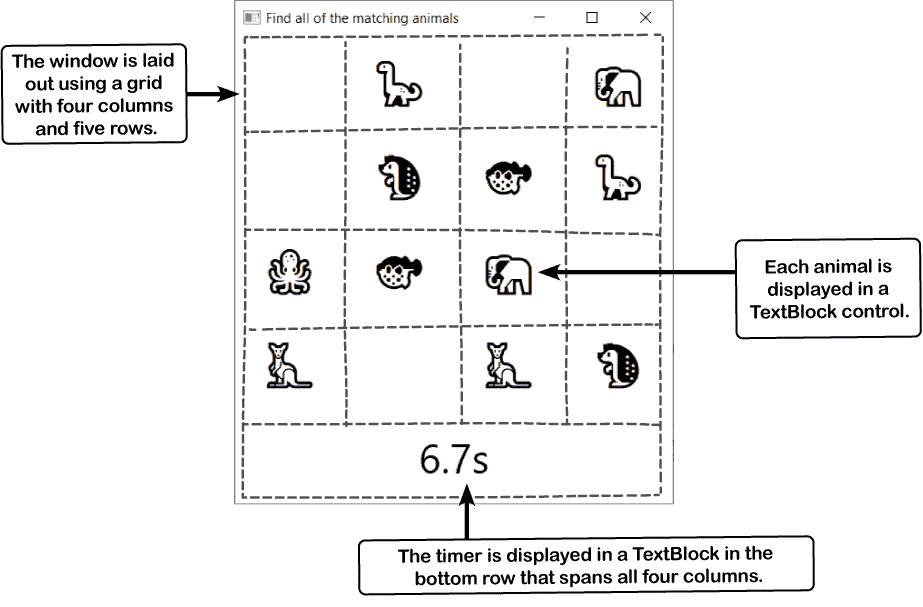 Find all of the matching animals
The window is laid
out using a grid
with four columns
and five rows.
Each animal is
displayed in a
TextBlock control.
6.7s
The timer is displayed in a TextBlock in the
bottom row that spans all four columns.